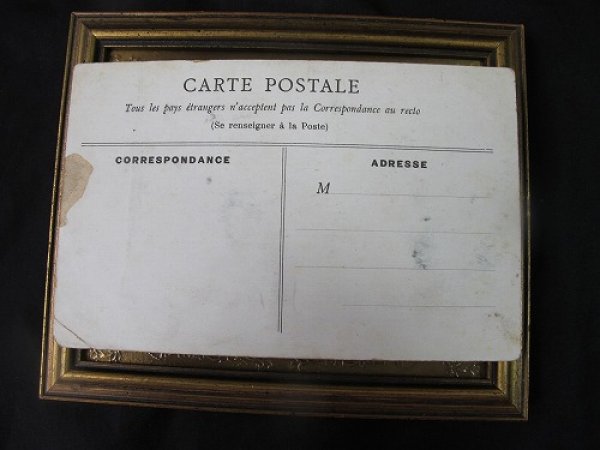 CARTE POSTALE
Tous les pays étrangers n'acceptent pas la Correspondance au recto
(Se renseigner à la Poste)
CORRESPONDANCE
ADRESSE
M